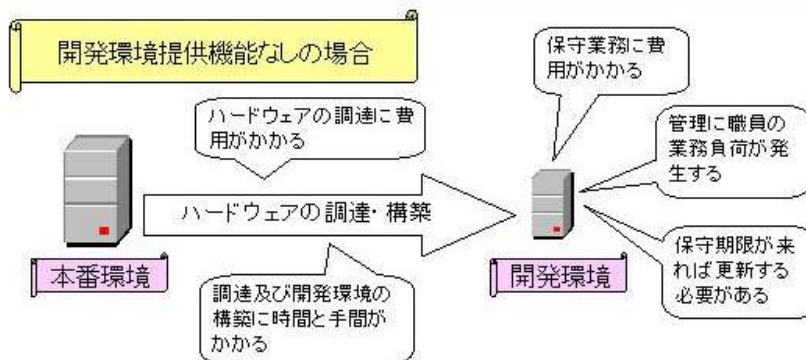 開発環境提供機能なしの場合
ハードウェアの調達に費
用がかかる
保守業務に費
用がかかる
管理に職員の
業務負荷が発
生する
ハードウェアの調達・構築
本番環境
開発環境
調達及び開発環境の
構築に時間と手間が
かかる
保守期限が来
れば更新する
必要がある